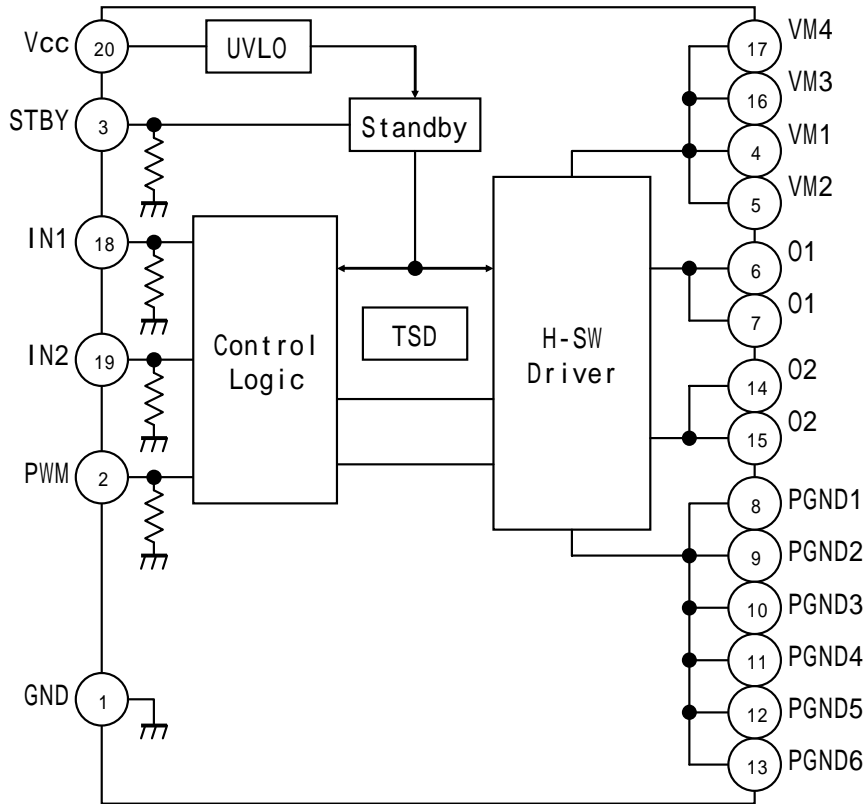 Vcc
20
UVLO
STBY
3
Standby
IN1
18
IN2
19
PWM
2
GND
1
Control
Logic
TSD
H-SW
Driver
17
VM4
16
VM3
4
VM1
5
VM2
6
O1
7
O1
14
O2
15
O2
8
PGND1
9
PGND2
10
PGND3
11
PGND4
12
PGND5
13
PGND6